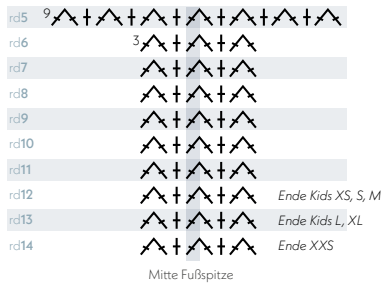 rd5 9
rd6 3
rd7
rd8
rd9
rd10
rd11
rd12 Ende Kids XS, S, M
rd13 Ende Kids L, XL
rd14 Ende XXS
Mitte Fußspitze